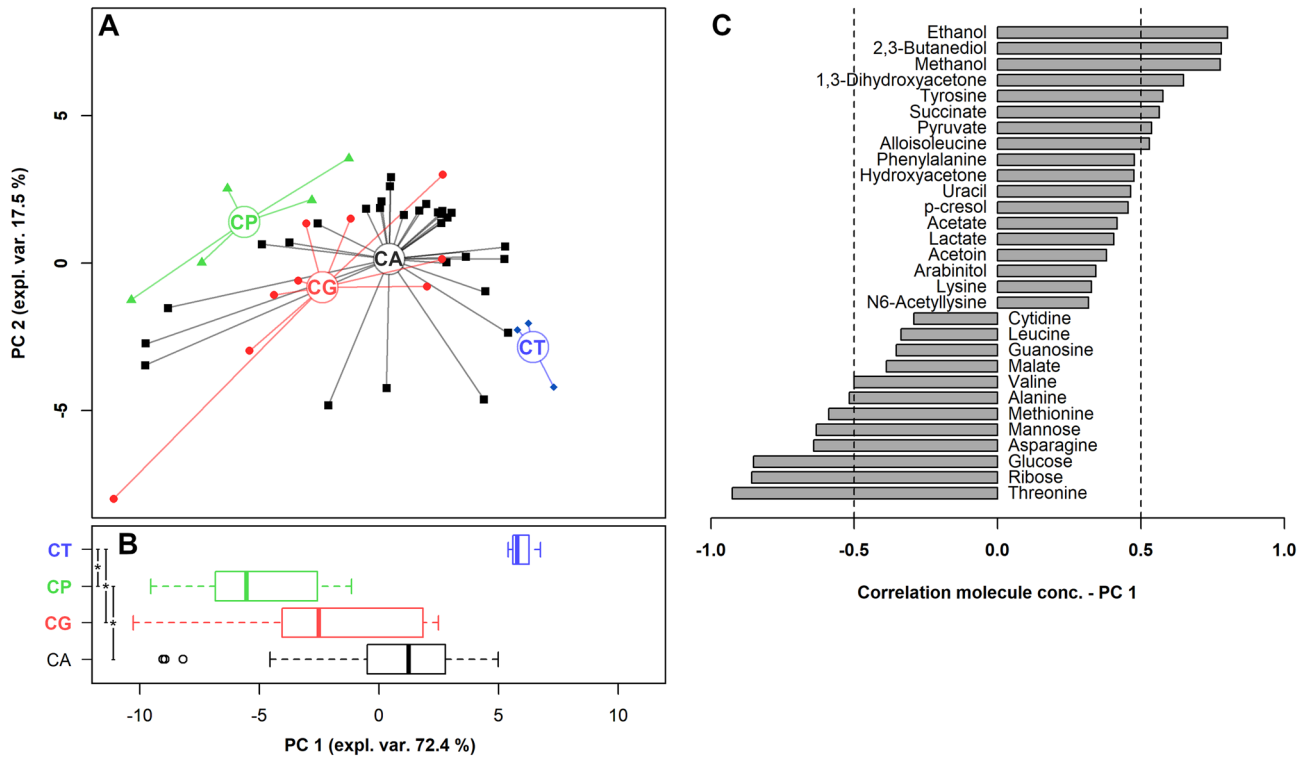 A
PC 2 (expl. var. 17.5 %)
5
0
-5
CP
CA
CG
CT
B
CT
CP
CG
CA
*
*
*
-10
-5
0
5
10
PC 1 (expl. var. 72.4 %)
C
Ethanol
2,3-Butanediol
Methanol
1,3-Dihydroxyacetone
Tyrosine
Succinate
Pyruvate
Alloisoleucine
Phenylalanine
Hydroxyacetone
Uracil
p-cresol
Acetate
Lactate
Acetoin
Arabinitol
Lysine
N6-Acetyllysine
Cytidine
Leucine
Guanosine
Malate
Valine
Alanine
Methionine
Mannose
Asparagine
Glucose
Ribose
Threonine
-1.0
-0.5
0.0
0.5
1.0
Correlation molecule conc. - PC 1